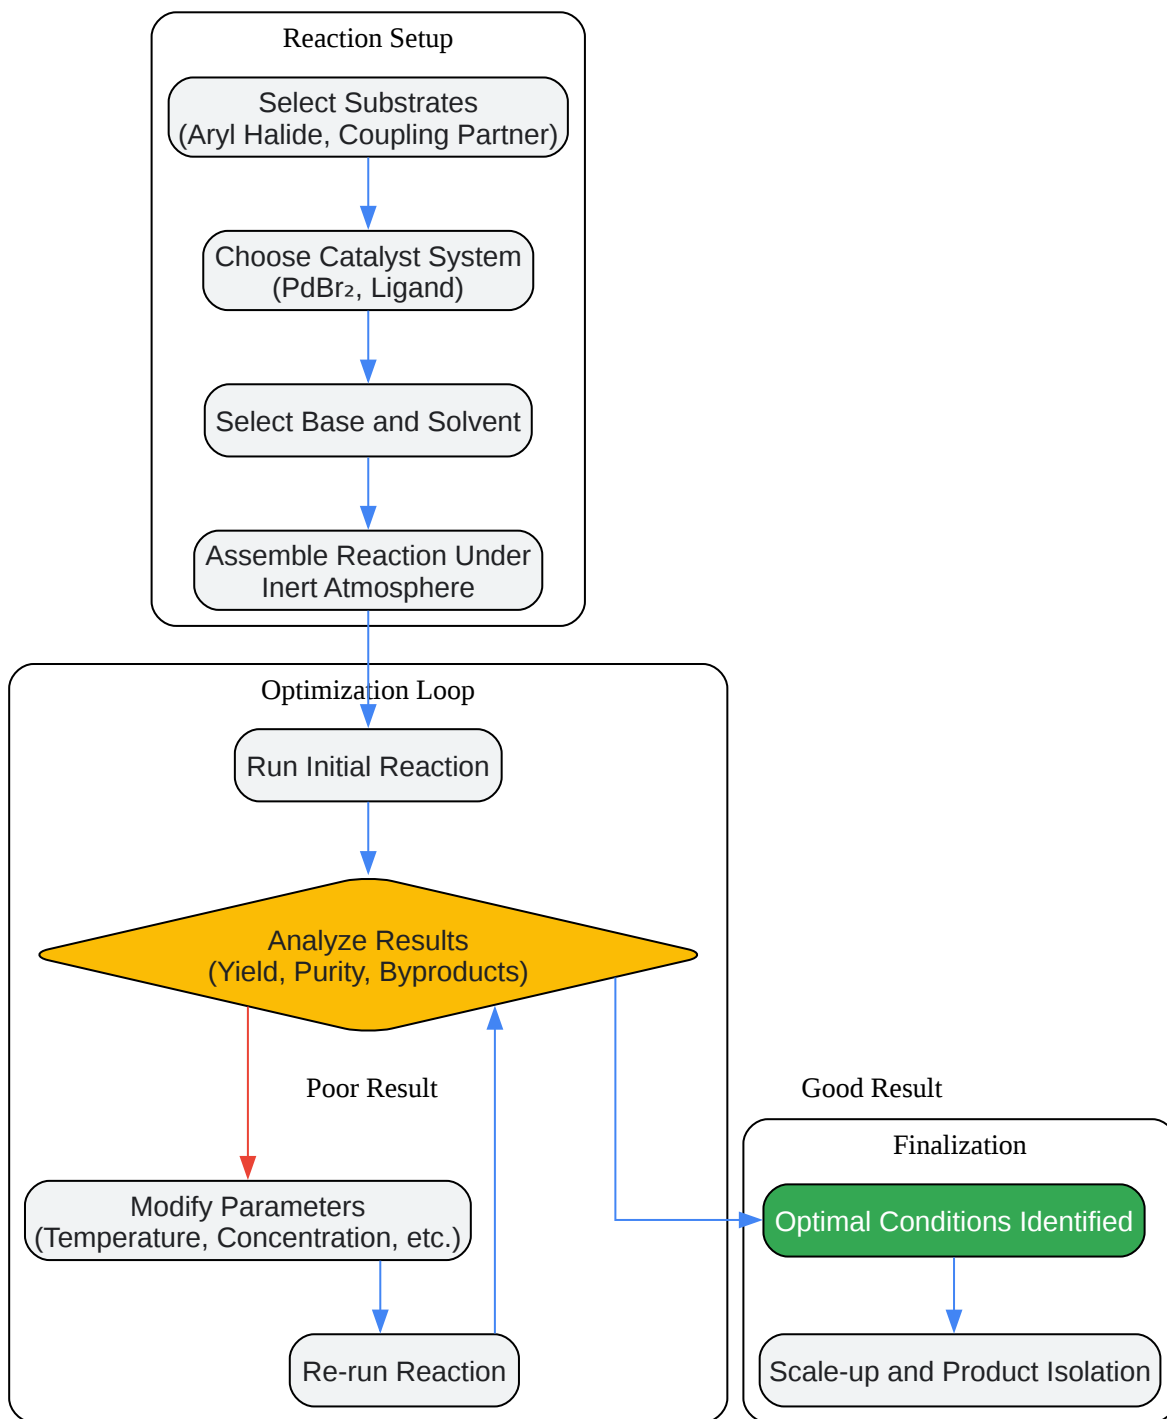 Reaction Setup
Select Substrates
(Aryl Halide, Coupling Partner)
Choose Catalyst System
(PdBr₂, Ligand)
Select Base and Solvent
Assemble Reaction Under
Inert Atmosphere
Optimization Loop
Run Initial Reaction
Analyze Results
(Yield, Purity, Byproducts)
Poor Result
Good Result
Finalization
Modify Parameters
(Temperature, Concentration, etc.)
Optimal Conditions Identified
Re-run Reaction
Scale-up and Product Isolation